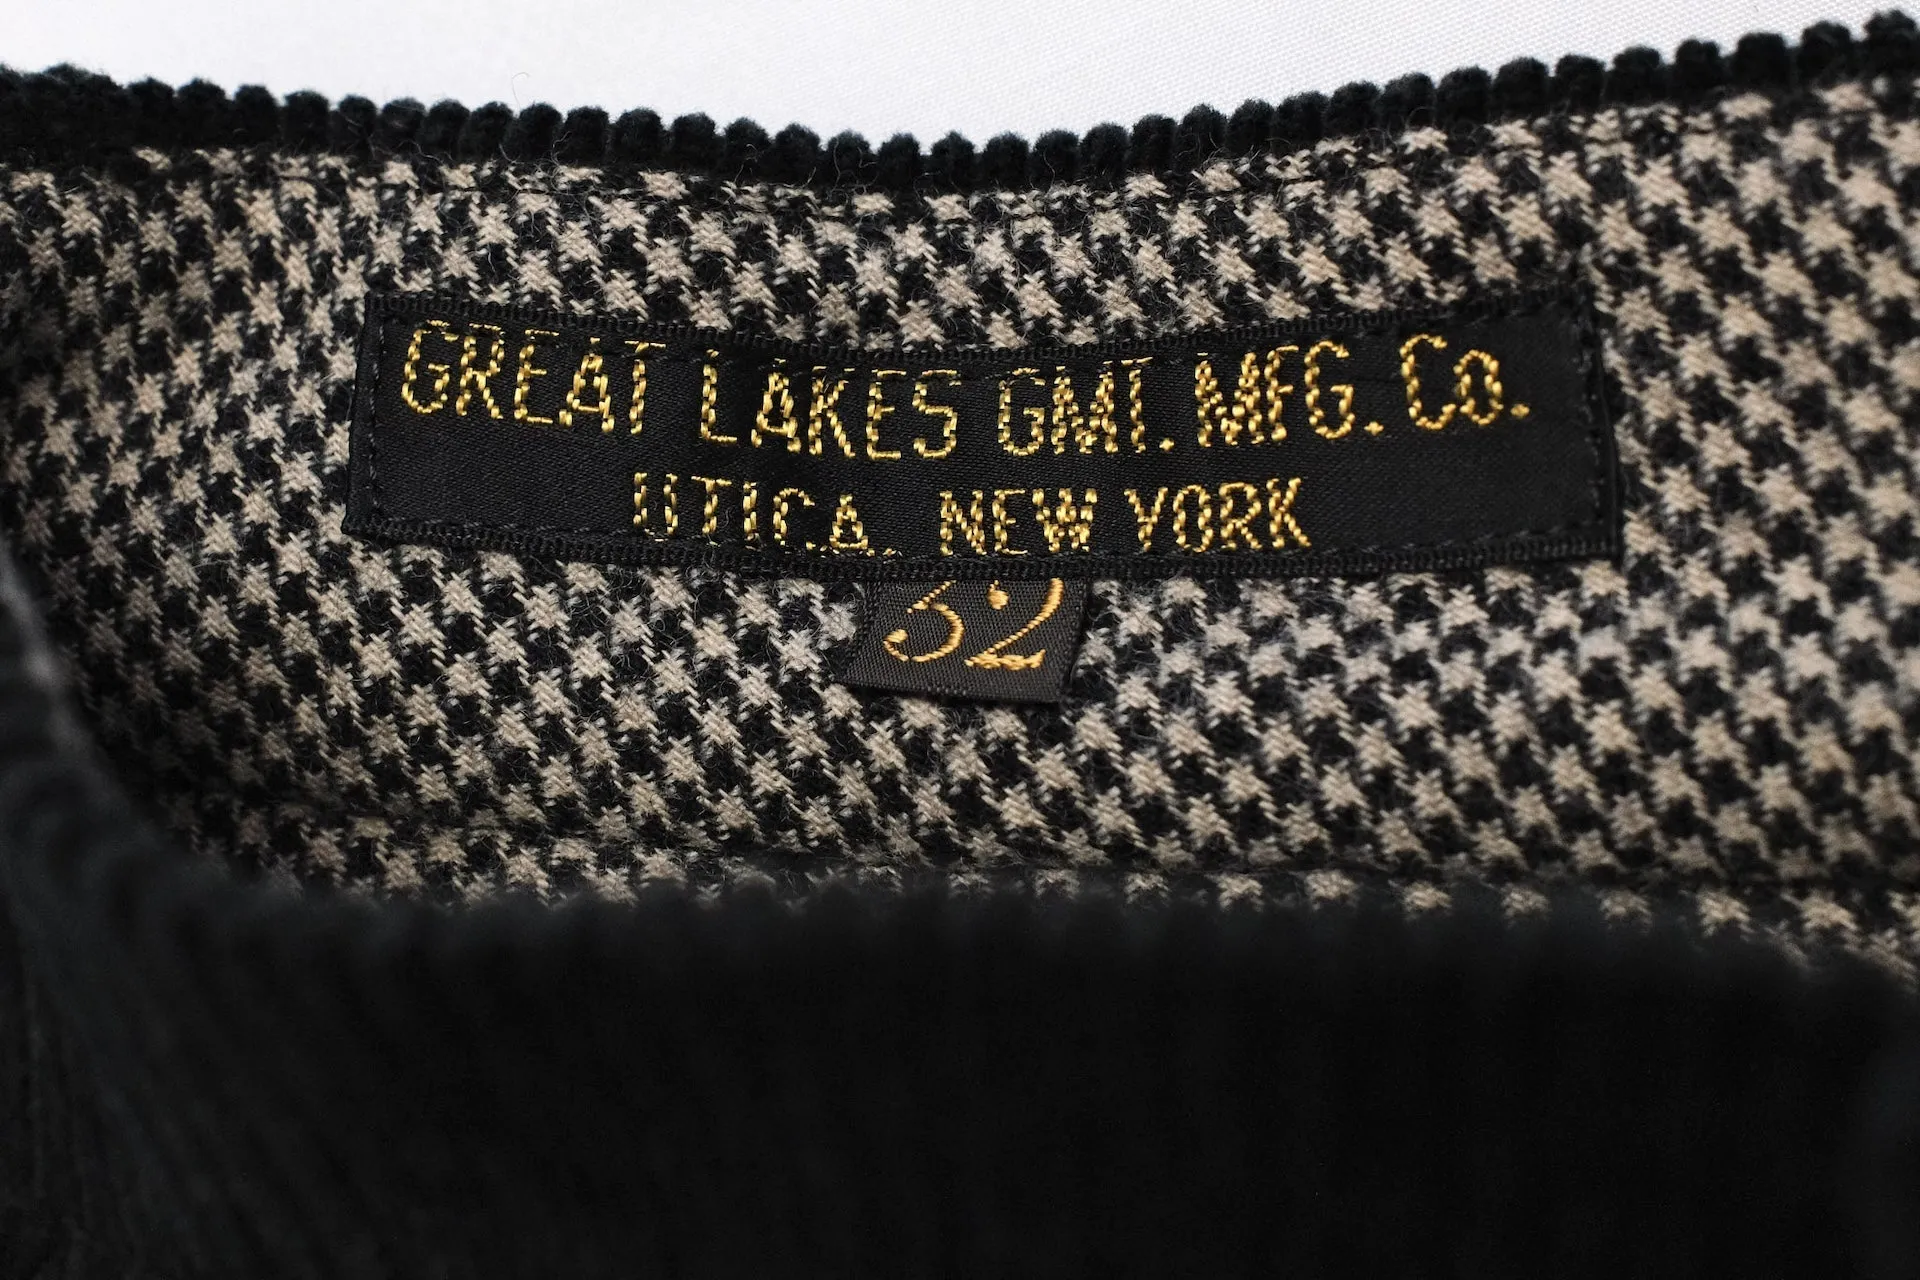 GREAT LAKES GMT. MFG. Co.
UTICA, NEW YORK
32